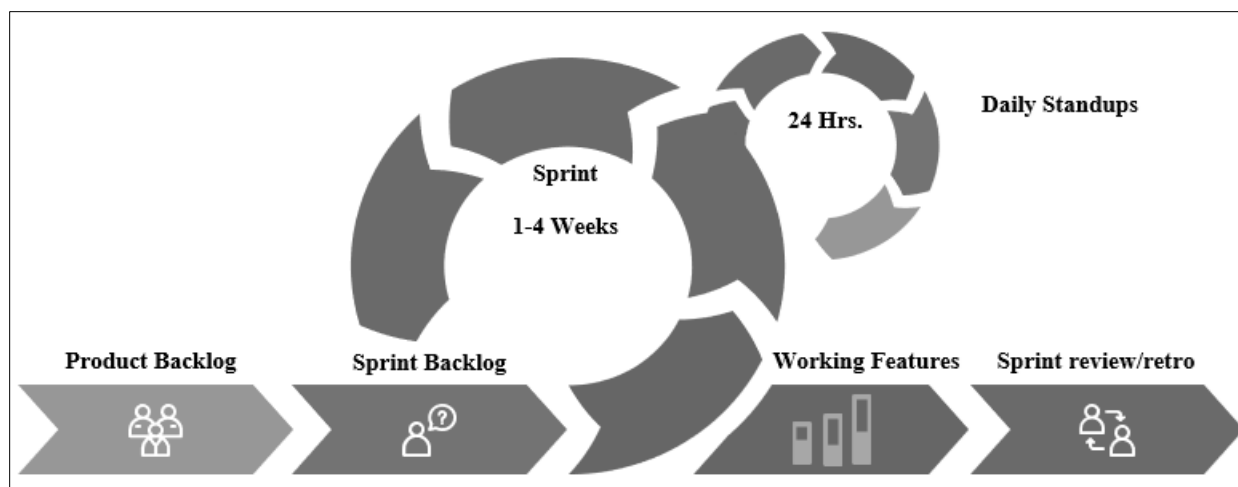 24 Hrs.
Daily Standups
Sprint
1-4 Weeks
Product Backlog
Sprint Backlog
Working Features
Sprint review/retro
?